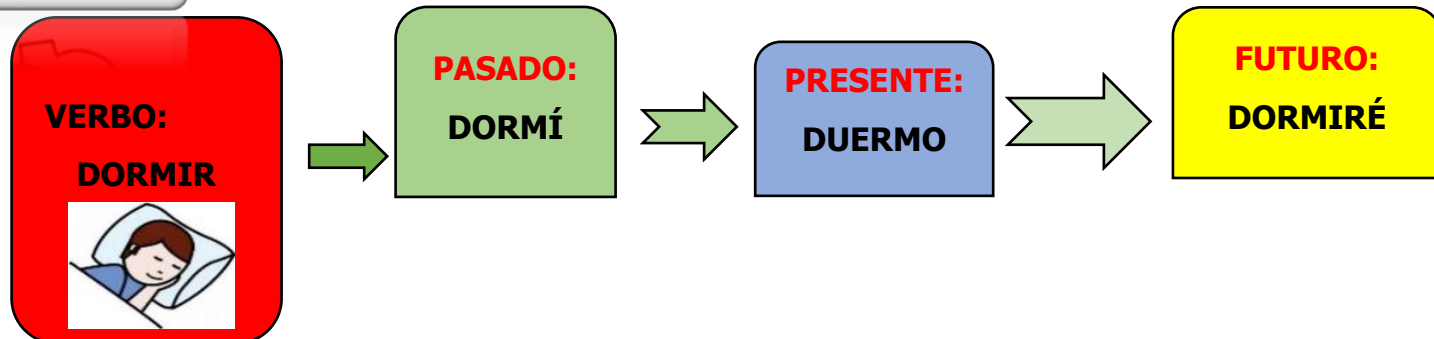 VERBO:
DORMIR
PASADO:
DORMÍ
PRESENTE:
DUERMO
FUTURO:
DORMIRÉ